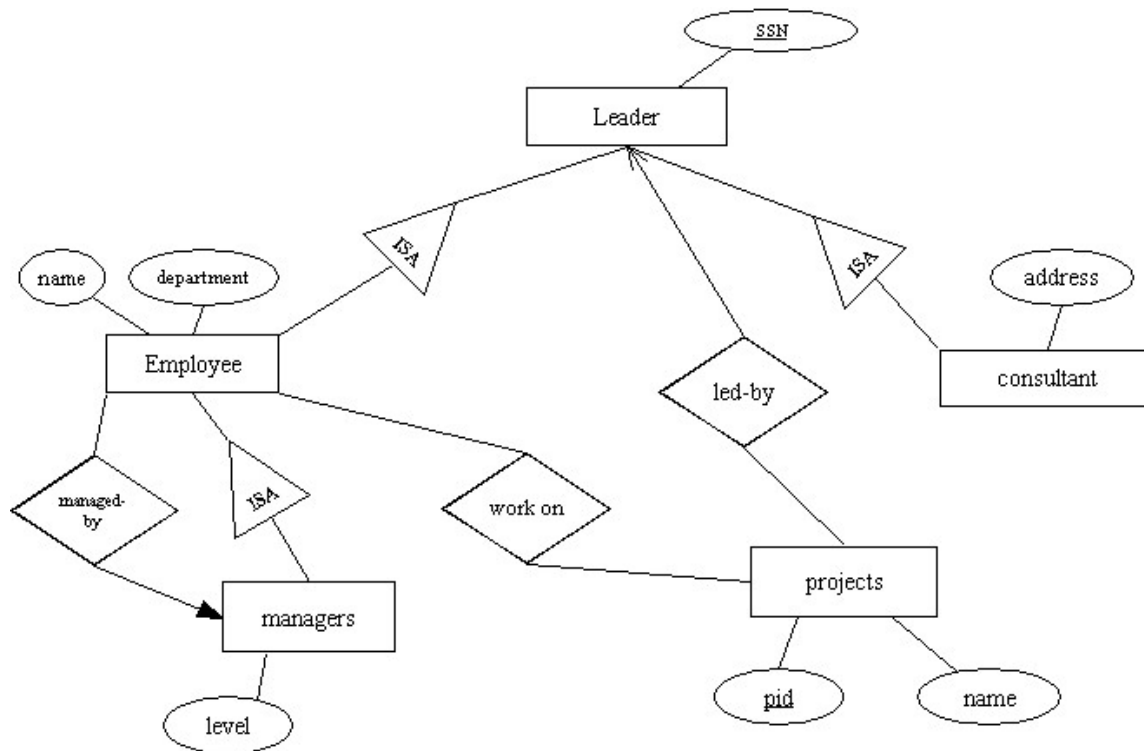 SSN
Leader
ISA
ISA
name
department
address
Employee
consultant
led-by
managed-
by
ISA
work on
projects
managers
pid
name
level